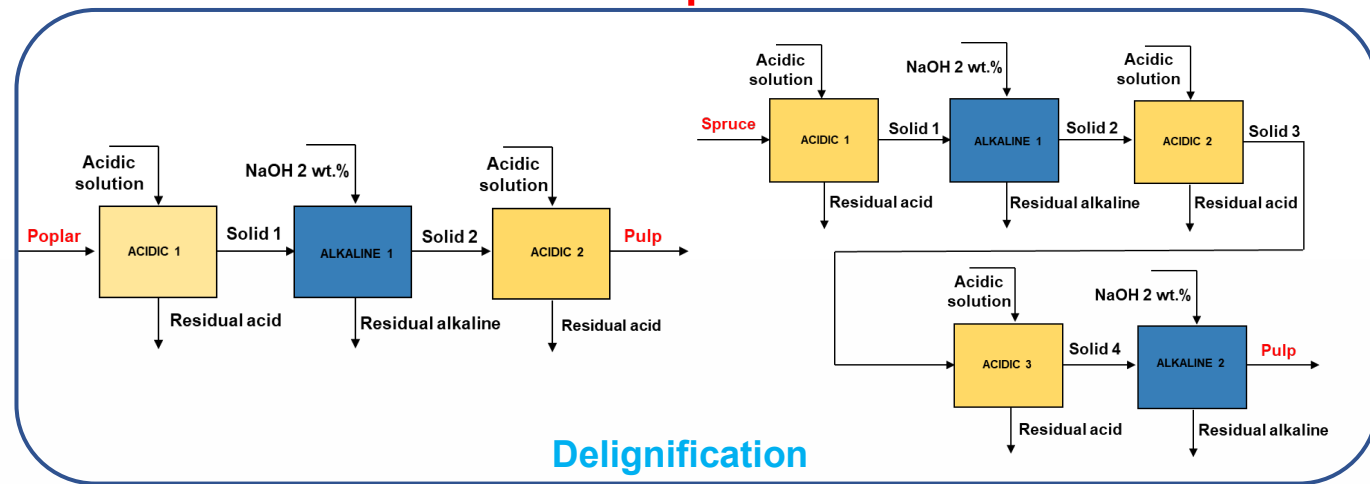 Acidic
solution
NaOH 2 wt.%
Acidic
solution
Poplar
ACIDIC 1
Solid 1
ALKALINE 1
Solid 2
ACIDIC 2
Pulp
Residual acid
Residual alkaline
Residual acid
Acidic
solution
NaOH 2 wt.%
Acidic
solution
Spruce
ACIDIC 1
Solid 1
ALKALINE 1
Solid 2
ACIDIC 2
Solid 3
Residual acid
Residual alkaline
Residual acid
Acidic
solution
NaOH 2 wt.%
ACIDIC 3
Solid 4
ALKALINE 2
Pulp
Residual acid
Residual alkaline
Delignification